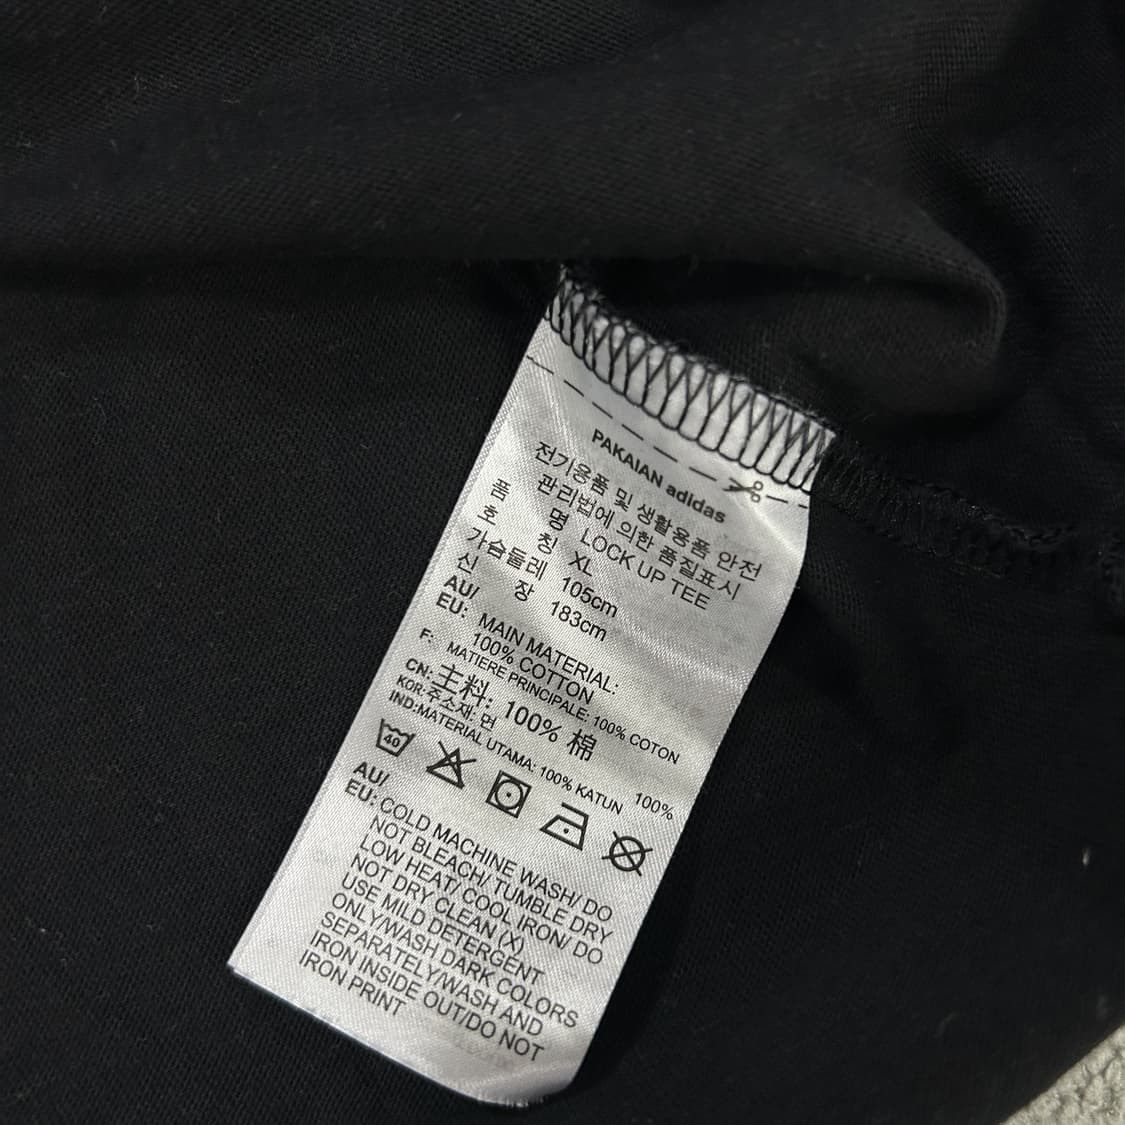 PAKAIAN adidas
전기용품 및 생활용품 안전
관리법에 의한 품질표시
품 명 LOCK UP TEE
호 칭 XL
가슴둘레 105cm
신 장 183cm
AU/
EU: MAIN MATERIAL:
100% COTTON
F: MATIERE PRINCIPALE: 100% COTON
CN: 主料: 100% 棉
KOR: 주소재: 면 100%
IND:MATERIAL UTAMA: 100% KATUN
40
AU/
EU: COLD MACHINE WASH/ DO
NOT BLEACH/ TUMBLE DRY
LOW HEAT/ COOL IRON/ DO
NOT DRY CLEAN (X)
USE MILD DETERGENT
ONLY/WASH DARK COLORS
SEPARATELY/WASH AND
IRON INSIDE OUT/DO NOT
IRON PRINT